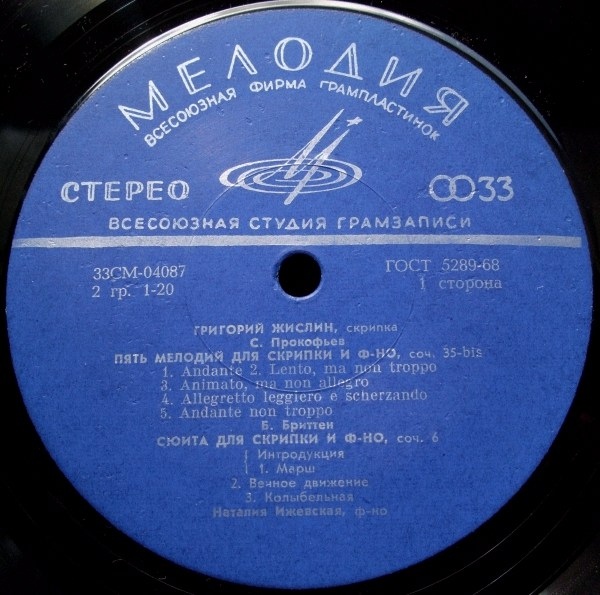 МЕЛОДИЯ
ВСЕСОЮЗНАЯ ФИРМА ГРАМПЛАСТИНОК
СТЕРЕО
33
ВСЕСОЮЗНАЯ СТУДИЯ ГРАМЗАПИСИ
33СМ-04087
ГОСТ 5289-68
2 гр. 1-20
1 сторона
ГРИГОРИЙ ЖИСЛИН, скрипка
С. Прокофьев
ПЯТЬ МЕЛОДИЙ ДЛЯ СКРИПКИ И Ф-НО, соч. 35-bis
1. Andante 2. Lento, ma non troppo
3. Animato, ma non allegro
4. Allegretto leggiero e scherzando
5. Andante non troppo
Б. Бриттен
СЮИТА ДЛЯ СКРИПКИ И Ф-НО, соч. 6
Интродукция
1. Марш
2. Вечное движение
3. Колыбельная
Наталия Ижевская, ф-но